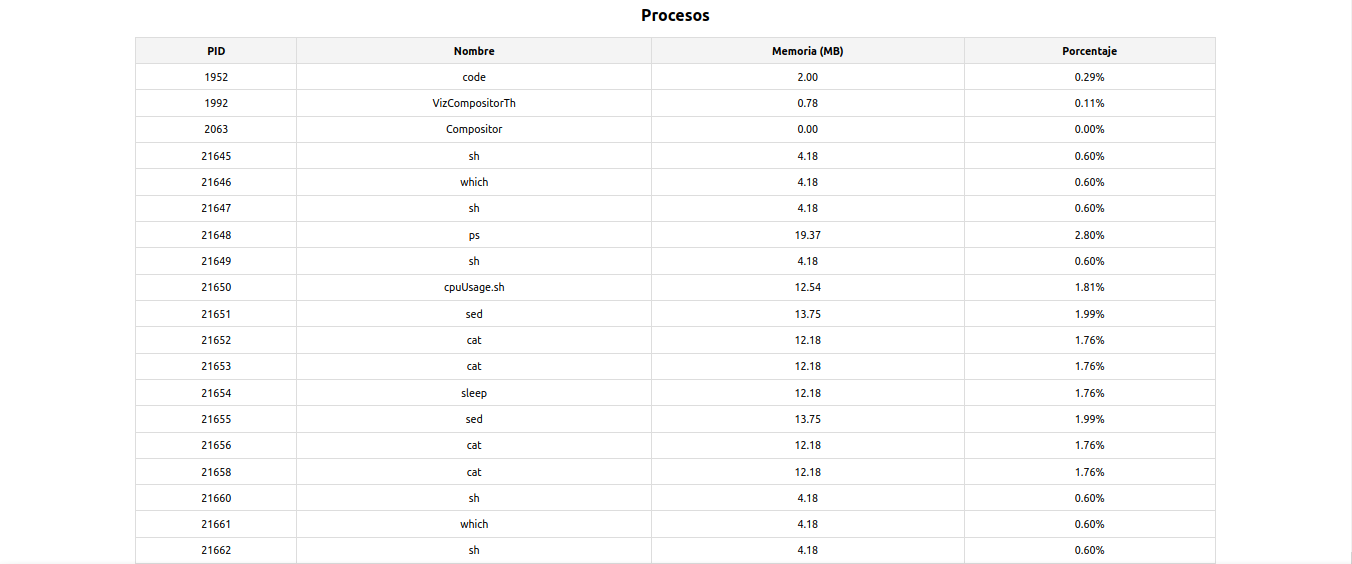 Procesos
PID Nombre Memoria (MB) Porcentaje
1952 code 2.00 0.29%
1992 VizCompositorTh 0.78 0.11%
2063 Compositor 0.00 0.00%
21645 sh 4.18 0.60%
21646 which 4.18 0.60%
21647 sh 4.18 0.60%
21648 ps 19.37 2.80%
21649 sh 4.18 0.60%
21650 cpuUsage.sh 12.54 1.81%
21651 sed 13.75 1.99%
21652 cat 12.18 1.76%
21653 cat 12.18 1.76%
21654 sleep 12.18 1.76%
21655 sed 13.75 1.99%
21656 cat 12.18 1.76%
21658 cat 12.18 1.76%
21660 sh 4.18 0.60%
21661 which 4.18 0.60%
21662 sh 4.18 0.60%